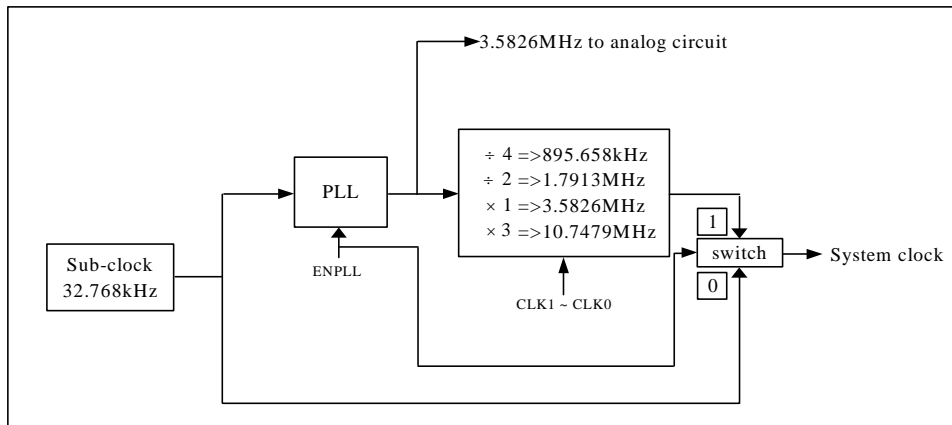 3.5826MHz to analog circuit
÷ 4 =>895.658kHz
÷ 2 =>1.7913MHz
× 1 =>3.5826MHz
× 3 =>10.7479MHz
PLL
1
switch
System clock
0
Sub-clock
32.768kHz
ENPLL
CLK1 ~ CLK0